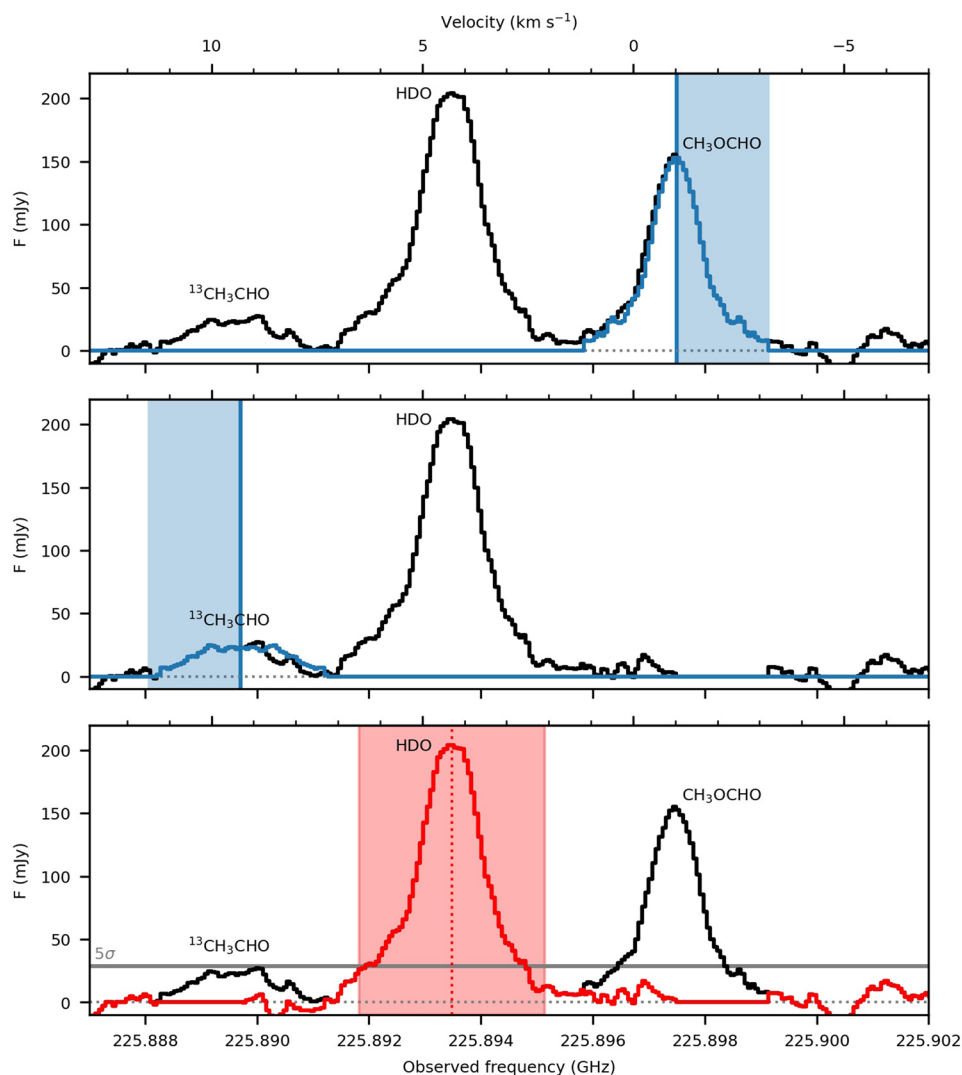 Velocity (km s⁻¹)
10 5 0 −5
200
150
100
50
0
F (mJy)
HDO
CH₃OCHO
¹³CH₃CHO
200
150
100
50
0
F (mJy)
HDO
¹³CH₃CHO
200
150
100
50
0
F (mJy)
HDO
CH₃OCHO
¹³CH₃CHO
5σ
225.888 225.890 225.892 225.894 225.896 225.898 225.900 225.902
Observed frequency (GHz)